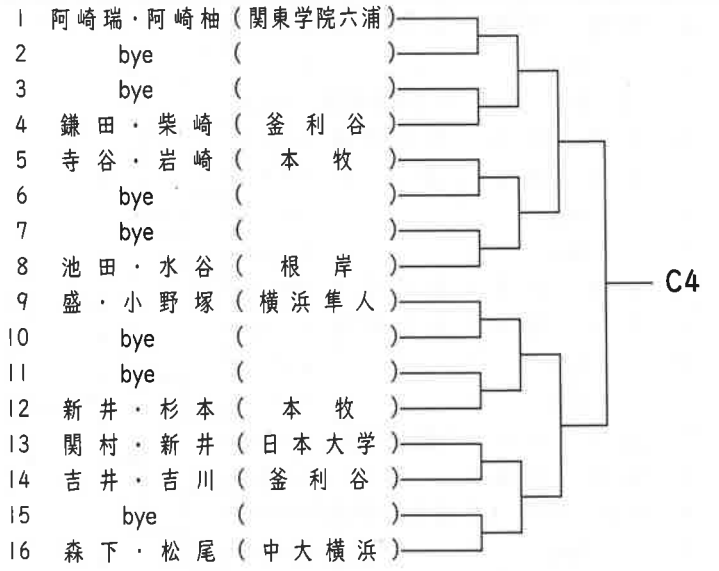 1 阿崎瑞・阿崎柚 (関東学院六浦)
2 bye ( )
3 bye ( )
4 鎌田・柴崎 (釜利谷)
5 寺谷・岩崎 (本牧)
6 bye ( )
7 bye ( )
8 池田・水谷 (根岸)
9 盛・小野塚 (横浜隼人)
10 bye ( )
11 bye ( )
12 新井・杉本 (本牧)
13 関村・新井 (日本大学)
14 吉井・吉川 (釜利谷)
15 bye ( )
16 森下・松尾 (中大横浜)
C4